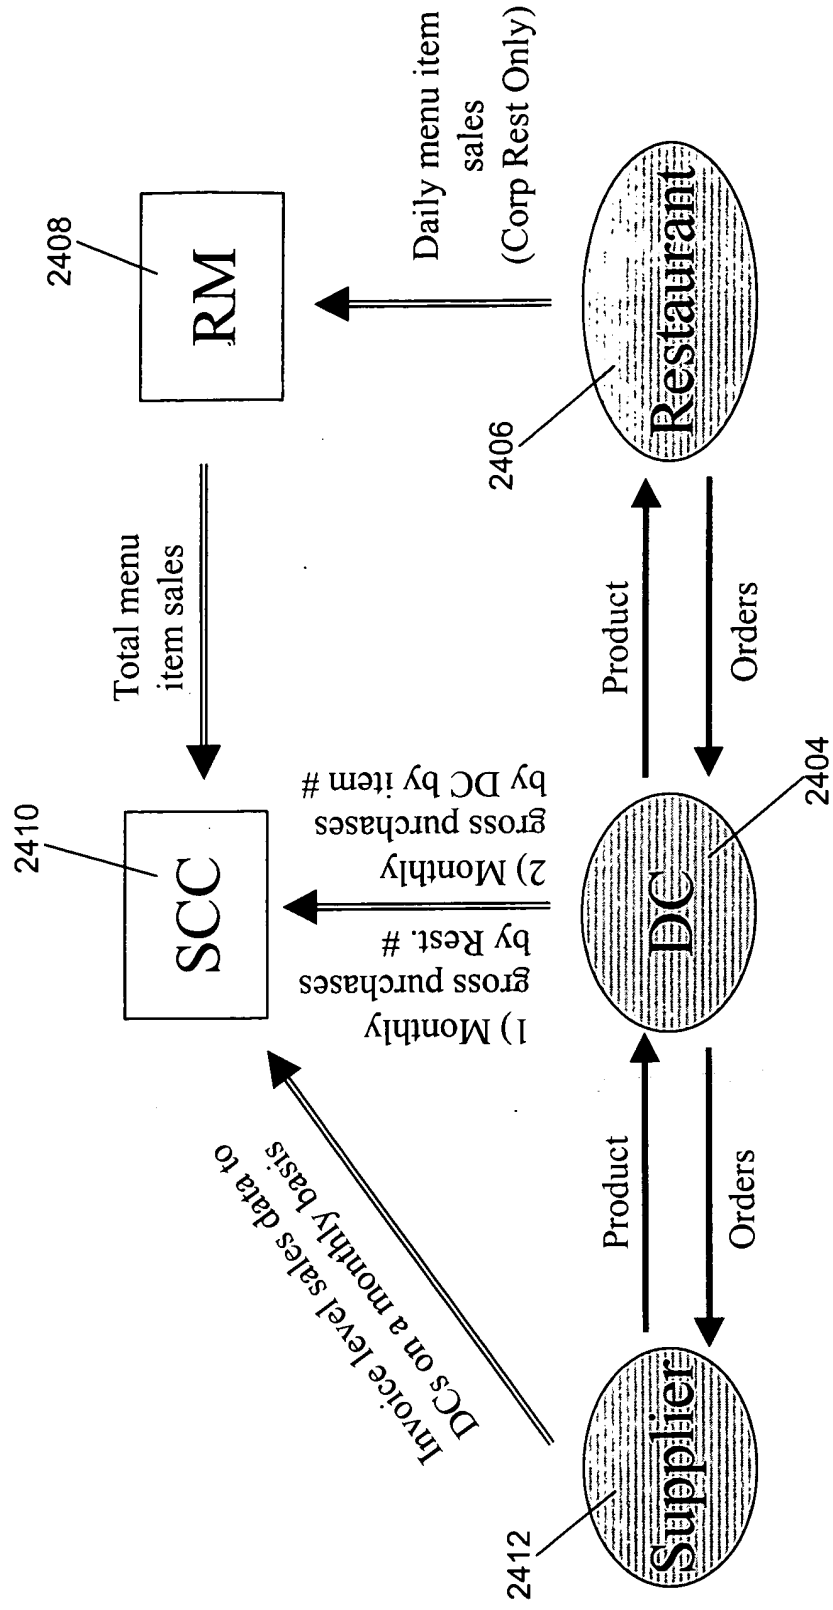 2410
SCC
Total menu
item sales
2408
RM
Invoice level sales data to
DCs on a monthly basis
1) Monthly
gross purchases
by Rest. #
2) Monthly
gross purchases
by DC by item #
Daily menu item
sales
(Corp Rest Only)
2412
Supplier
Product
Orders
DC
2404
Product
Orders
2406
Restaurant